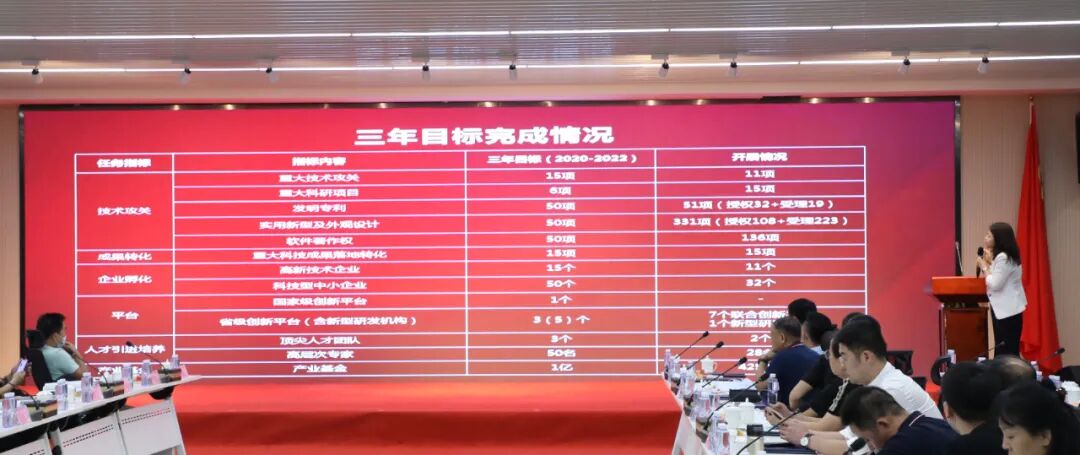 三年目标完成情况
任务指标 指标内容 三年目标（2020-2022） 开展情况
技术攻关 重大技术攻关 15项 11项
重大科研项目 6项 15项
发明专利 50项 51项（授权32+受理19）
实用新型及外观设计 50项 331项（授权108+受理223）
软件著作权 50项 136项
成果转化 重大科技成果落地转化 15项 15项
企业孵化 高新技术企业 15个 11个
科技型中小企业 50个 32个
平台 国家级创新平台 1个 -
省级创新平台（含新型研发机构） 3（5）个 7个联合创新
1个新型研
人才引进培养 顶尖人才团队 3个 2个
高层次专家 50名 28
产业 产业基金 1亿 42